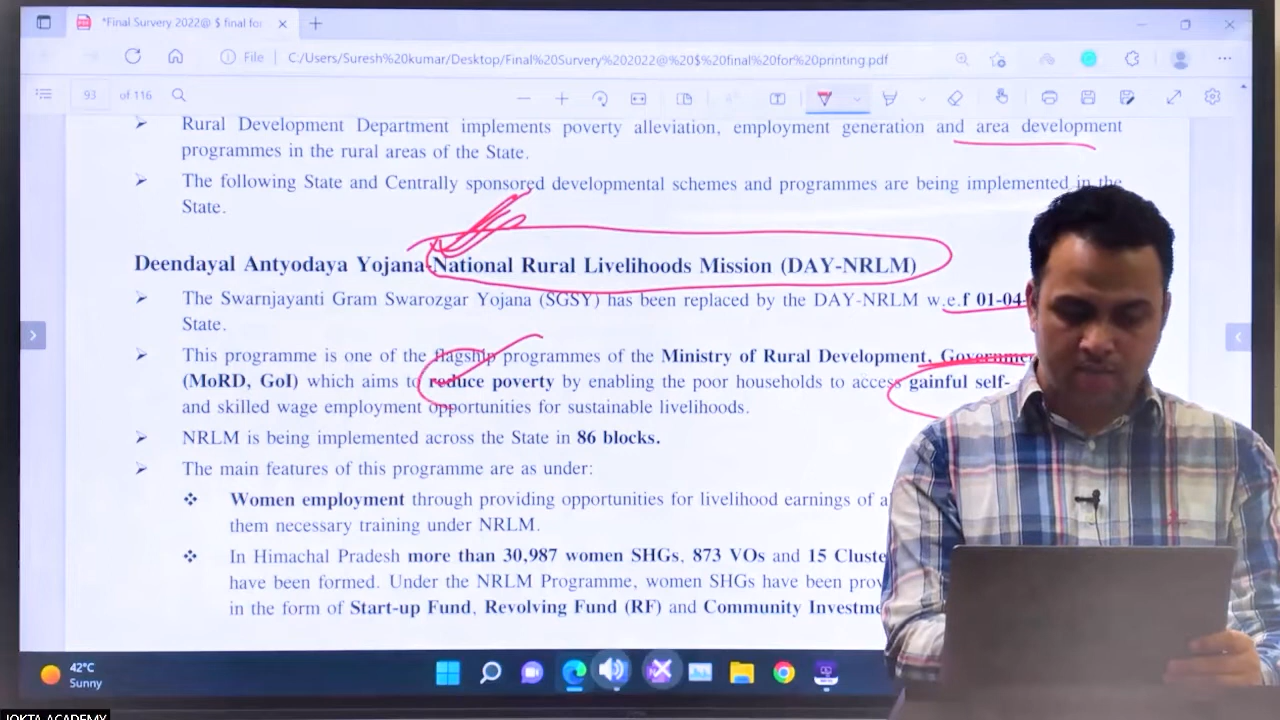 *Final Survery 2022@ $ final for
File C:/Users/Suresh%20kumar/Desktop/Final%20Survery%202022@%20$%20final%20for%20printing.pdf
93 of 116
Rural Development Department implements poverty alleviation, employment generation and area development
programmes in the rural areas of the State.
The following State and Centrally sponsored developmental schemes and programmes are being implemented in the
State.
Deendayal Antyodaya Yojana-National Rural Livelihoods Mission (DAY-NRLM)
The Swarnjayanti Gram Swarozgar Yojana (SGSY) has been replaced by the DAY-NRLM w.e.f 01-04-
State.
This programme is one of the flagship programmes of the Ministry of Rural Development, Governme
(MoRD, GoI) which aims to reduce poverty by enabling the poor households to access gainful self-
and skilled wage employment opportunities for sustainable livelihoods.
NRLM is being implemented across the State in 86 blocks.
The main features of this programme are as under:
Women employment through providing opportunities for livelihood earnings of a
them necessary training under NRLM.
In Himachal Pradesh more than 30,987 women SHGs, 873 VOs and 15 Cluste
have been formed. Under the NRLM Programme, women SHGs have been prov
in the form of Start-up Fund, Revolving Fund (RF) and Community Investme
42°C
Sunny
JOKTA ACADEMY